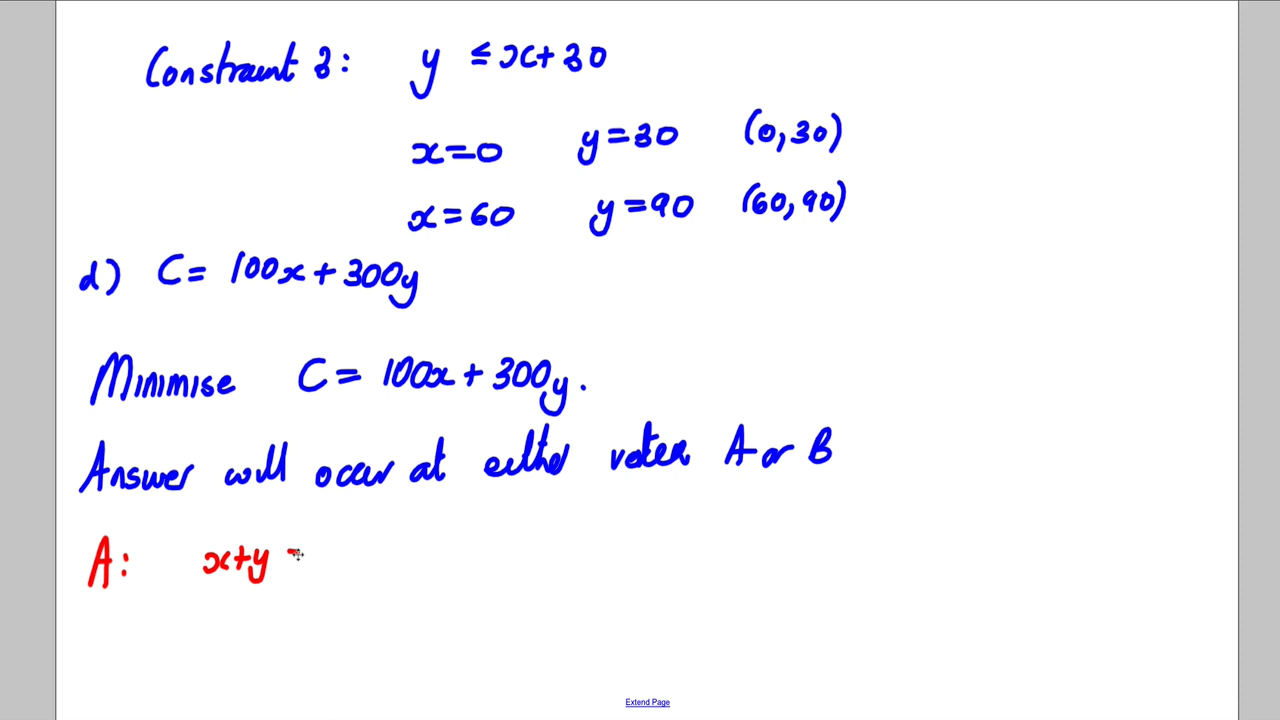 Constraint 3: y ≤ x+30
x=0 y=30 (0,30)
x=60 y=90 (60,90)
d) C= 100x+300y
Minimise C= 100x+300y.
Answer will occur at either vertex A or B
A: x+y
Extend Page